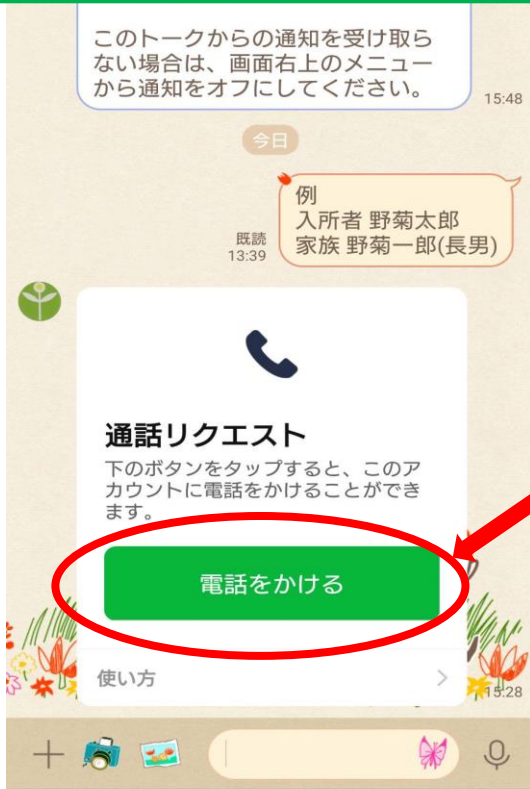 このトークからの通知を受け取ら
ない場合は、画面右上のメニュー
から通知をオフにしてください。
15:48
今日
例
入所者 野菊太郎
家族 野菊一郎(長男)
既読
13:39
通話リクエスト
下のボタンをタップすると、このア
カウントに電話をかけることができ
ます。
電話をかける
使い方
15:28